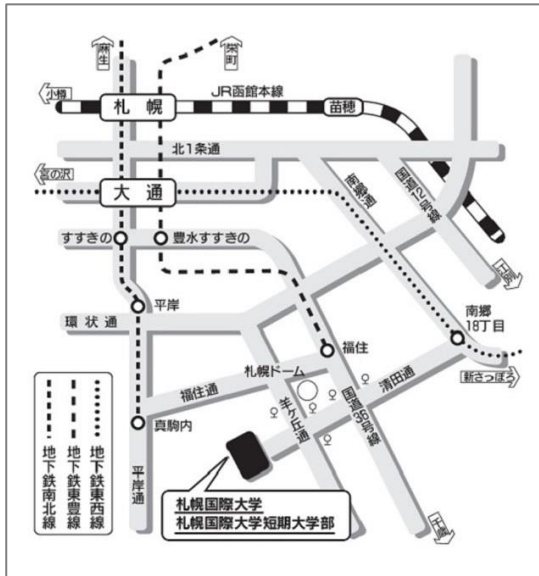 麻生
栄町
小樽
JR函館本線
札幌
苗穂
北1条通
宮の沢
大通
南郷通
国道12号線
すすきの
豊水すすきの
平岸
環状通
南郷
18丁目
福住
札幌ドーム
清田通
新さっぽろ
福住通
羊ケ丘通
国道36号線
真駒内
平岸通
地下鉄南北線
地下鉄東豊線
地下鉄東西線
札幌国際大学
札幌国際大学短期大学部
千歳